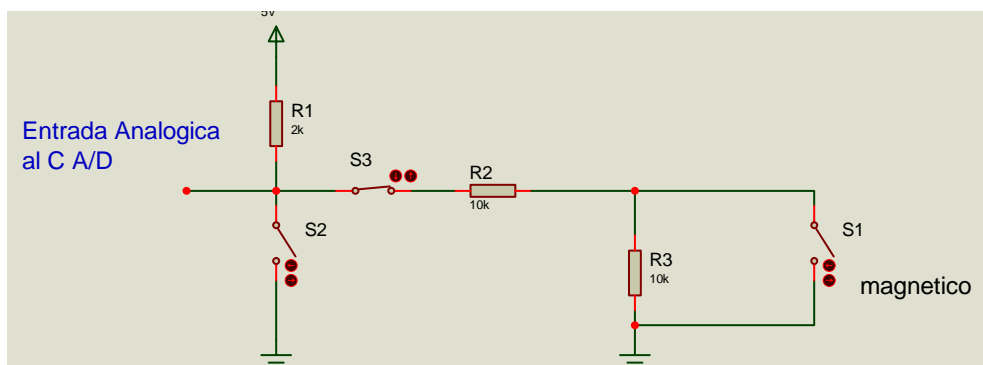 5V
R1
2k
Entrada Analogica
al C A/D
S3
R2
10k
S2
S1
R3
10k
magnetico